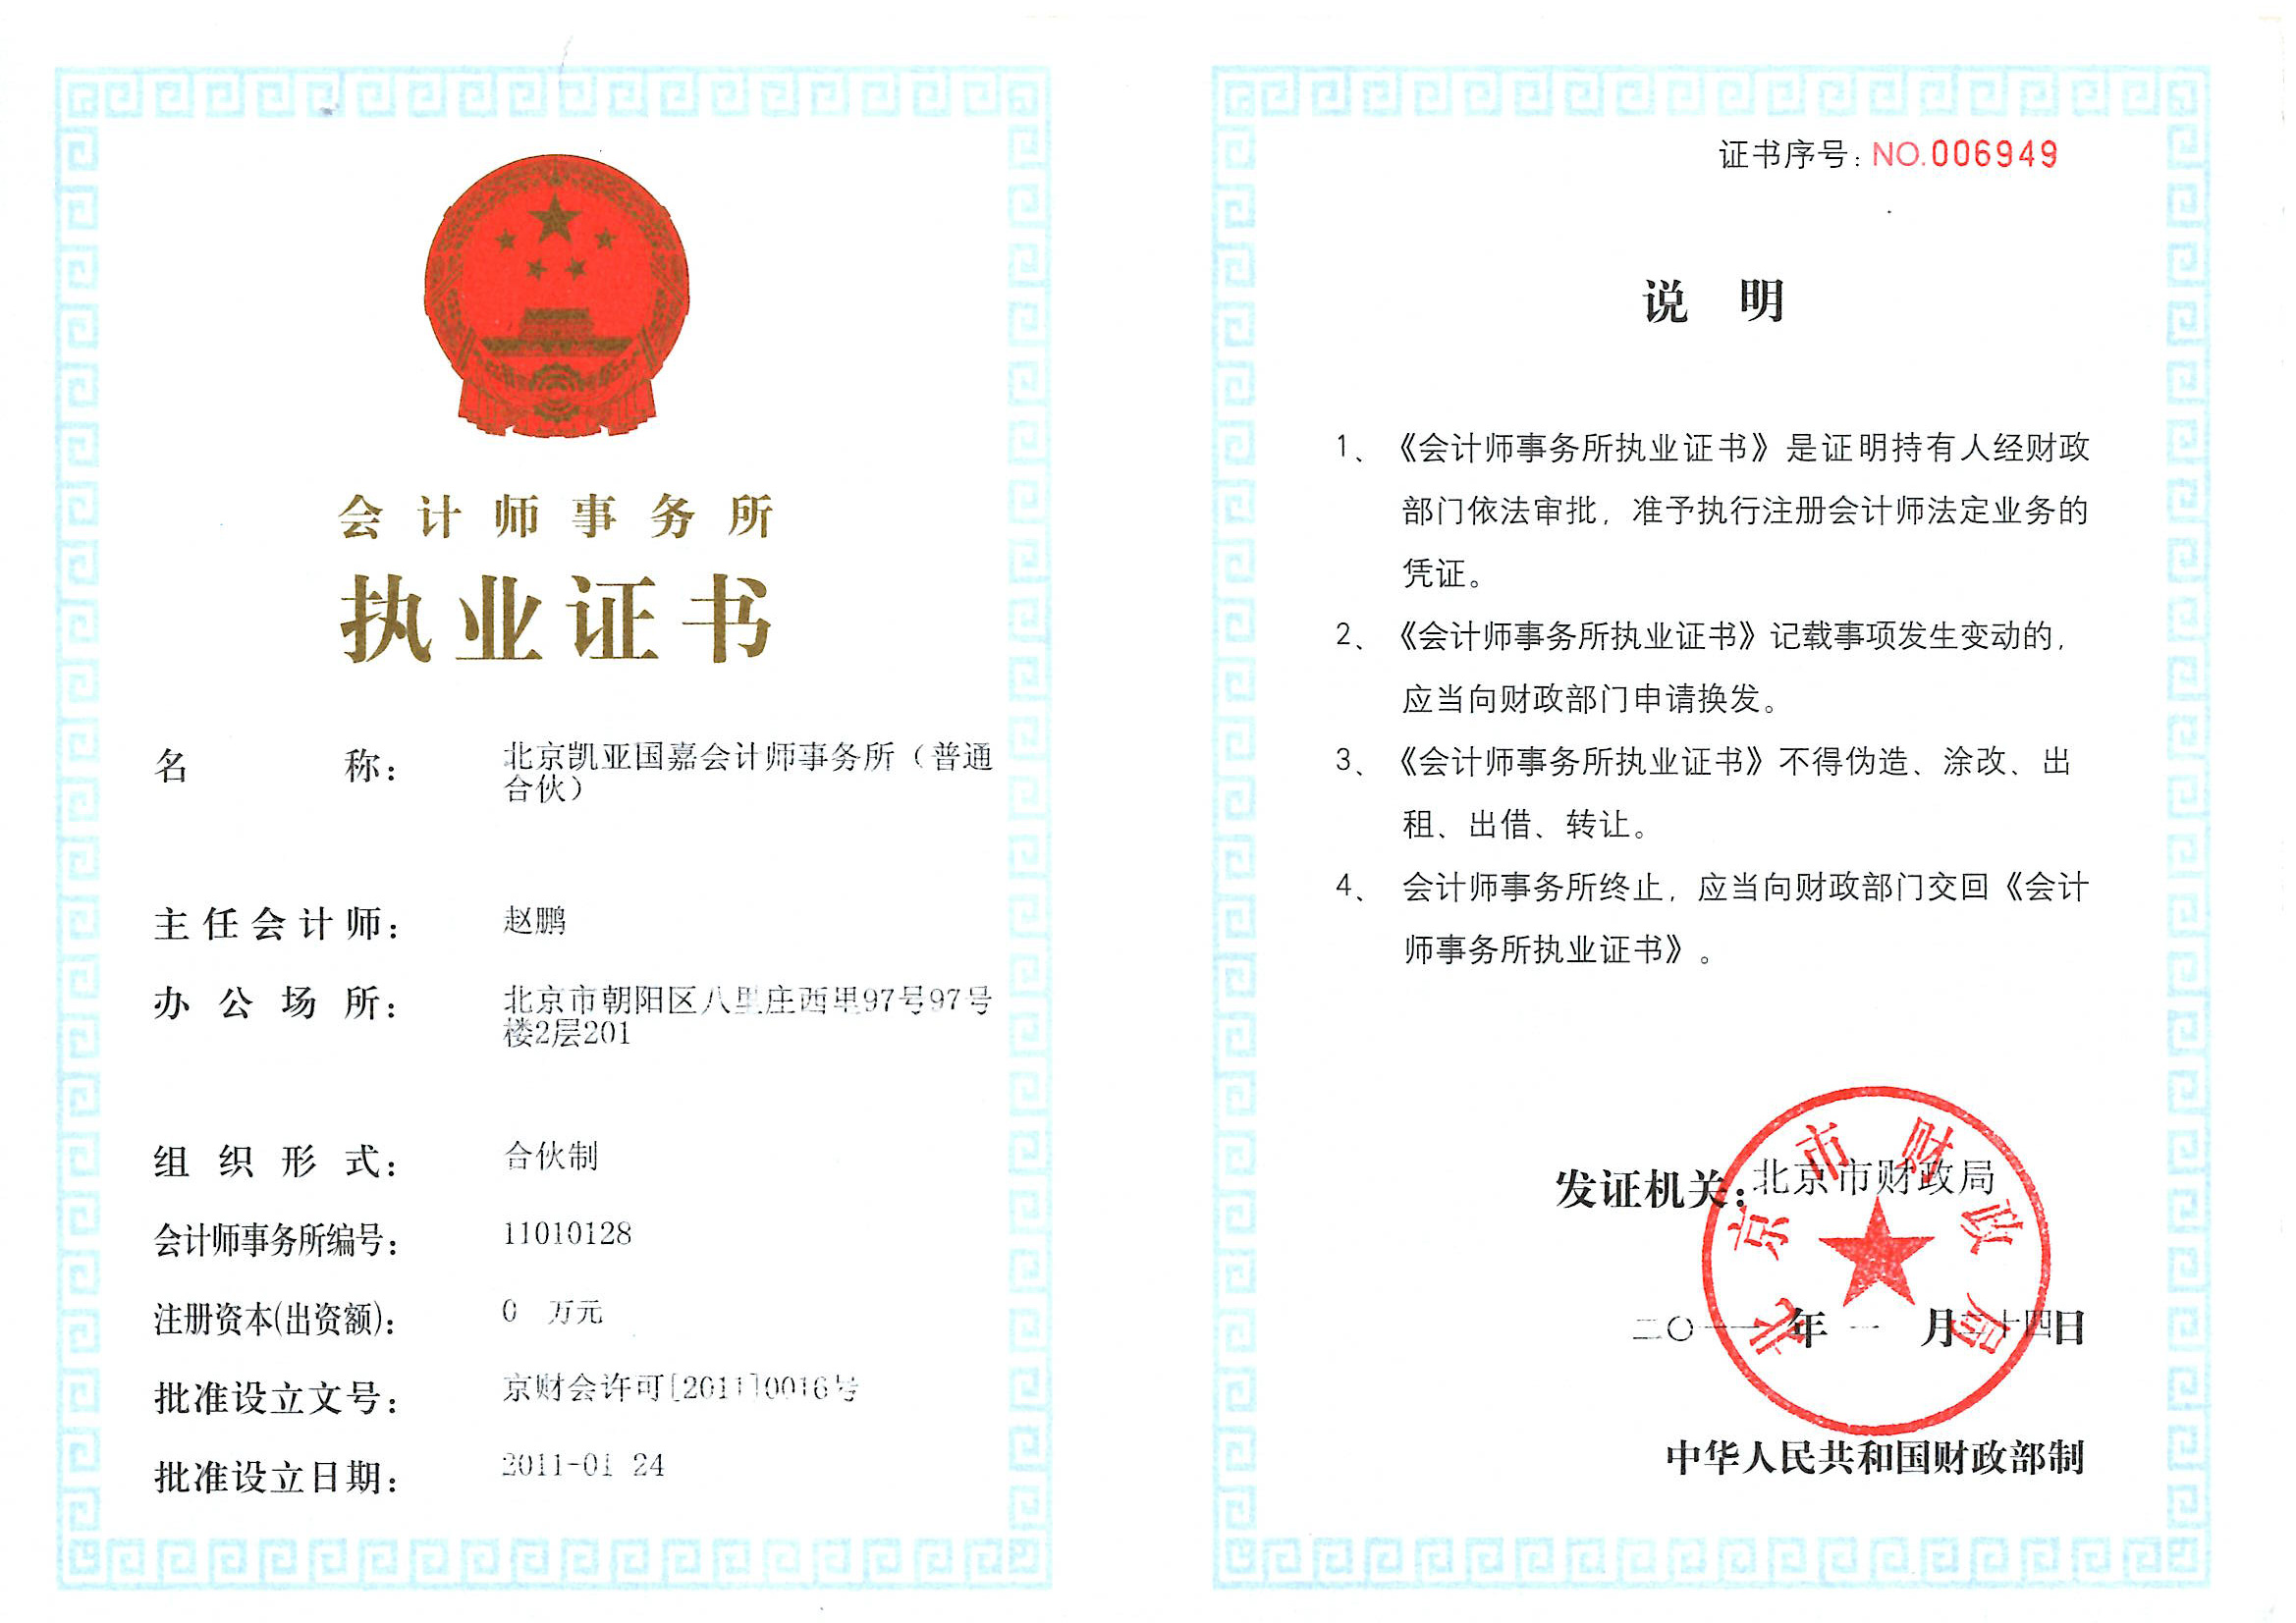 会计师事务所
执业证书
名称：北京凯亚国嘉会计师事务所（普通
合伙）
主任会计师：赵鹏
办公场所：北京市朝阳区八里庄西里97号97号
楼2层201
组织形式：合伙制
会计师事务所编号：11010128
注册资本(出资额)：0 万元
批准设立文号：京财会许可[2011]0016号
批准设立日期：2011-01 24
证书序号：NO.006949
说 明
1、《会计师事务所执业证书》是证明持有人经财政
部门依法审批，准予执行注册会计师法定业务的
凭证。
2、《会计师事务所执业证书》记载事项发生变动的，
应当向财政部门申请换发。
3、《会计师事务所执业证书》不得伪造、涂改、出
租、出借、转让。
4、会计师事务所终止，应当向财政部门交回《会计
师事务所执业证书》。
发证机关：北京市财政局
北京市财政局
二〇一一年一月二十四日
中华人民共和国财政部制